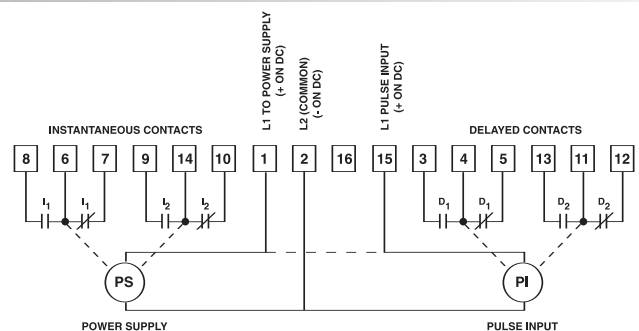 L1 TO POWER SUPPLY
(+ ON DC)
L2 (COMMON)
(- ON DC)
L1 PULSE INPUT
(+ ON DC)
INSTANTANEOUS CONTACTS
DELAYED CONTACTS
8 6 7 9 14 10 1 2 16 15 3 4 5 13 11 12
I1 I1 I2 I2 D1 D1 D2 D2
PS PI
POWER SUPPLY PULSE INPUT